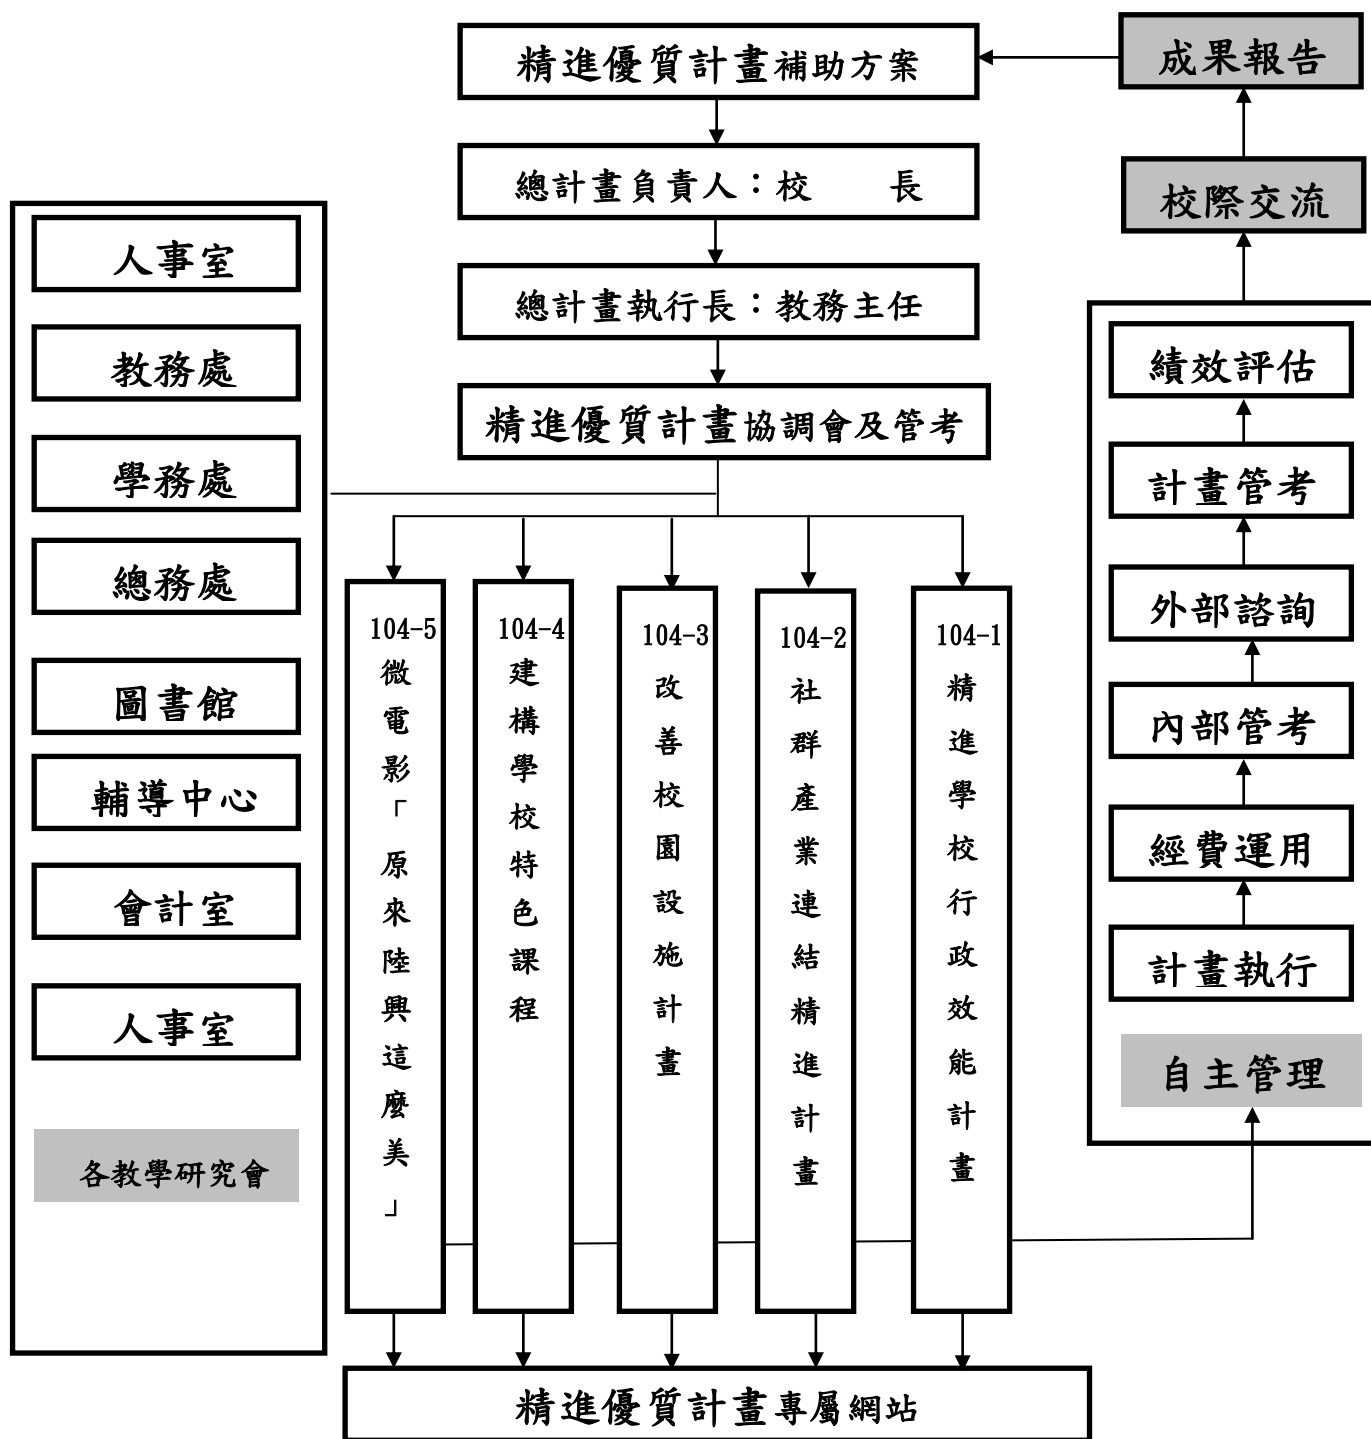 精進優質計畫補助方案
成果報告
總計畫負責人：校　　長
校際交流
總計畫執行長：教務主任
精進優質計畫協調會及管考
人事室
教務處
學務處
總務處
圖書館
輔導中心
會計室
人事室
各教學研究會
104-5
微電影「原來陸興這麼美」
104-4
建構學校特色課程
104-3
改善校園設施計畫
104-2
社群產業連結精進計畫
104-1
精進學校行政效能計畫
績效評估
計畫管考
外部諮詢
內部管考
經費運用
計畫執行
自主管理
精進優質計畫專屬網站